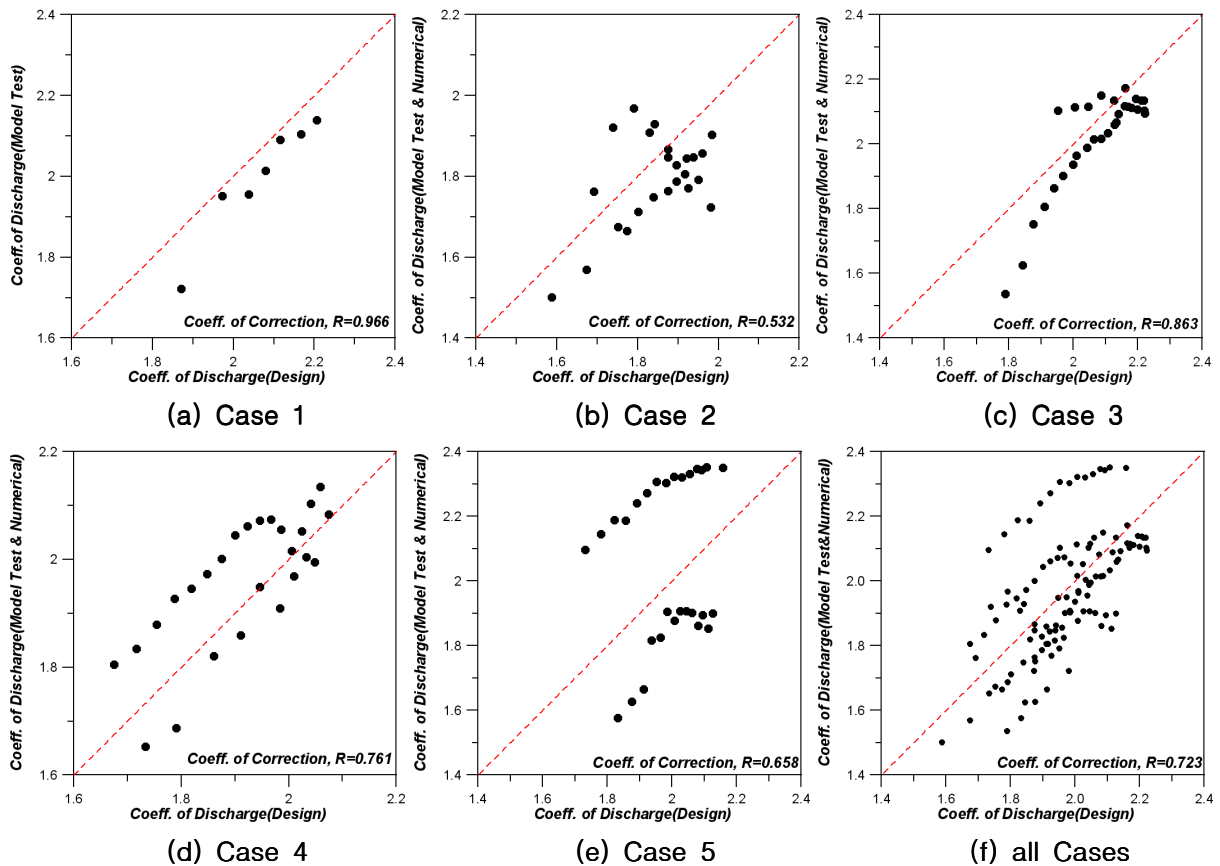 2.4
2.2
2
1.8
1.6
1.6
1.8
2
2.2
2.4
Coeff.of Discharge(Model Test)
Coeff. of Correction, R=0.966
Coeff. of Discharge(Design)
(a) Case 1
2.2
2
1.8
1.6
1.4
1.4
1.6
1.8
2
2.2
Coeff. of Discharge(Model Test & Numerical)
Coeff. of Correction, R=0.532
Coeff. of Discharge(Design)
(b) Case 2
2.4
2.2
2
1.8
1.6
1.4
1.4
1.6
1.8
2
2.2
2.4
Coeff. of Discharge(Model Test & Numerical)
Coeff. of Correction, R=0.863
Coeff. of Discharge(Design)
(c) Case 3
2.2
2
1.8
1.6
1.6
1.8
2
2.2
Coeff. of Discharge(Model Test & Numerical)
Coeff. of Correction, R=0.761
Coeff. of Discharge(Design)
(d) Case 4
2.4
2.2
2
1.8
1.6
1.4
1.4
1.6
1.8
2
2.2
2.4
Coeff. of Discharge(Model Test & Numerical)
Coeff. of Correction, R=0.658
Coeff. of Discharge(Design)
(e) Case 5
2.4
2.2
2.0
1.8
1.6
1.4
1.4
1.6
1.8
2.0
2.2
2.4
Coeff. of Discharge(Model Test&Numerical)
Coeff. of Correction, R=0.723
Coeff. of Discharge(Design)
(f) all Cases